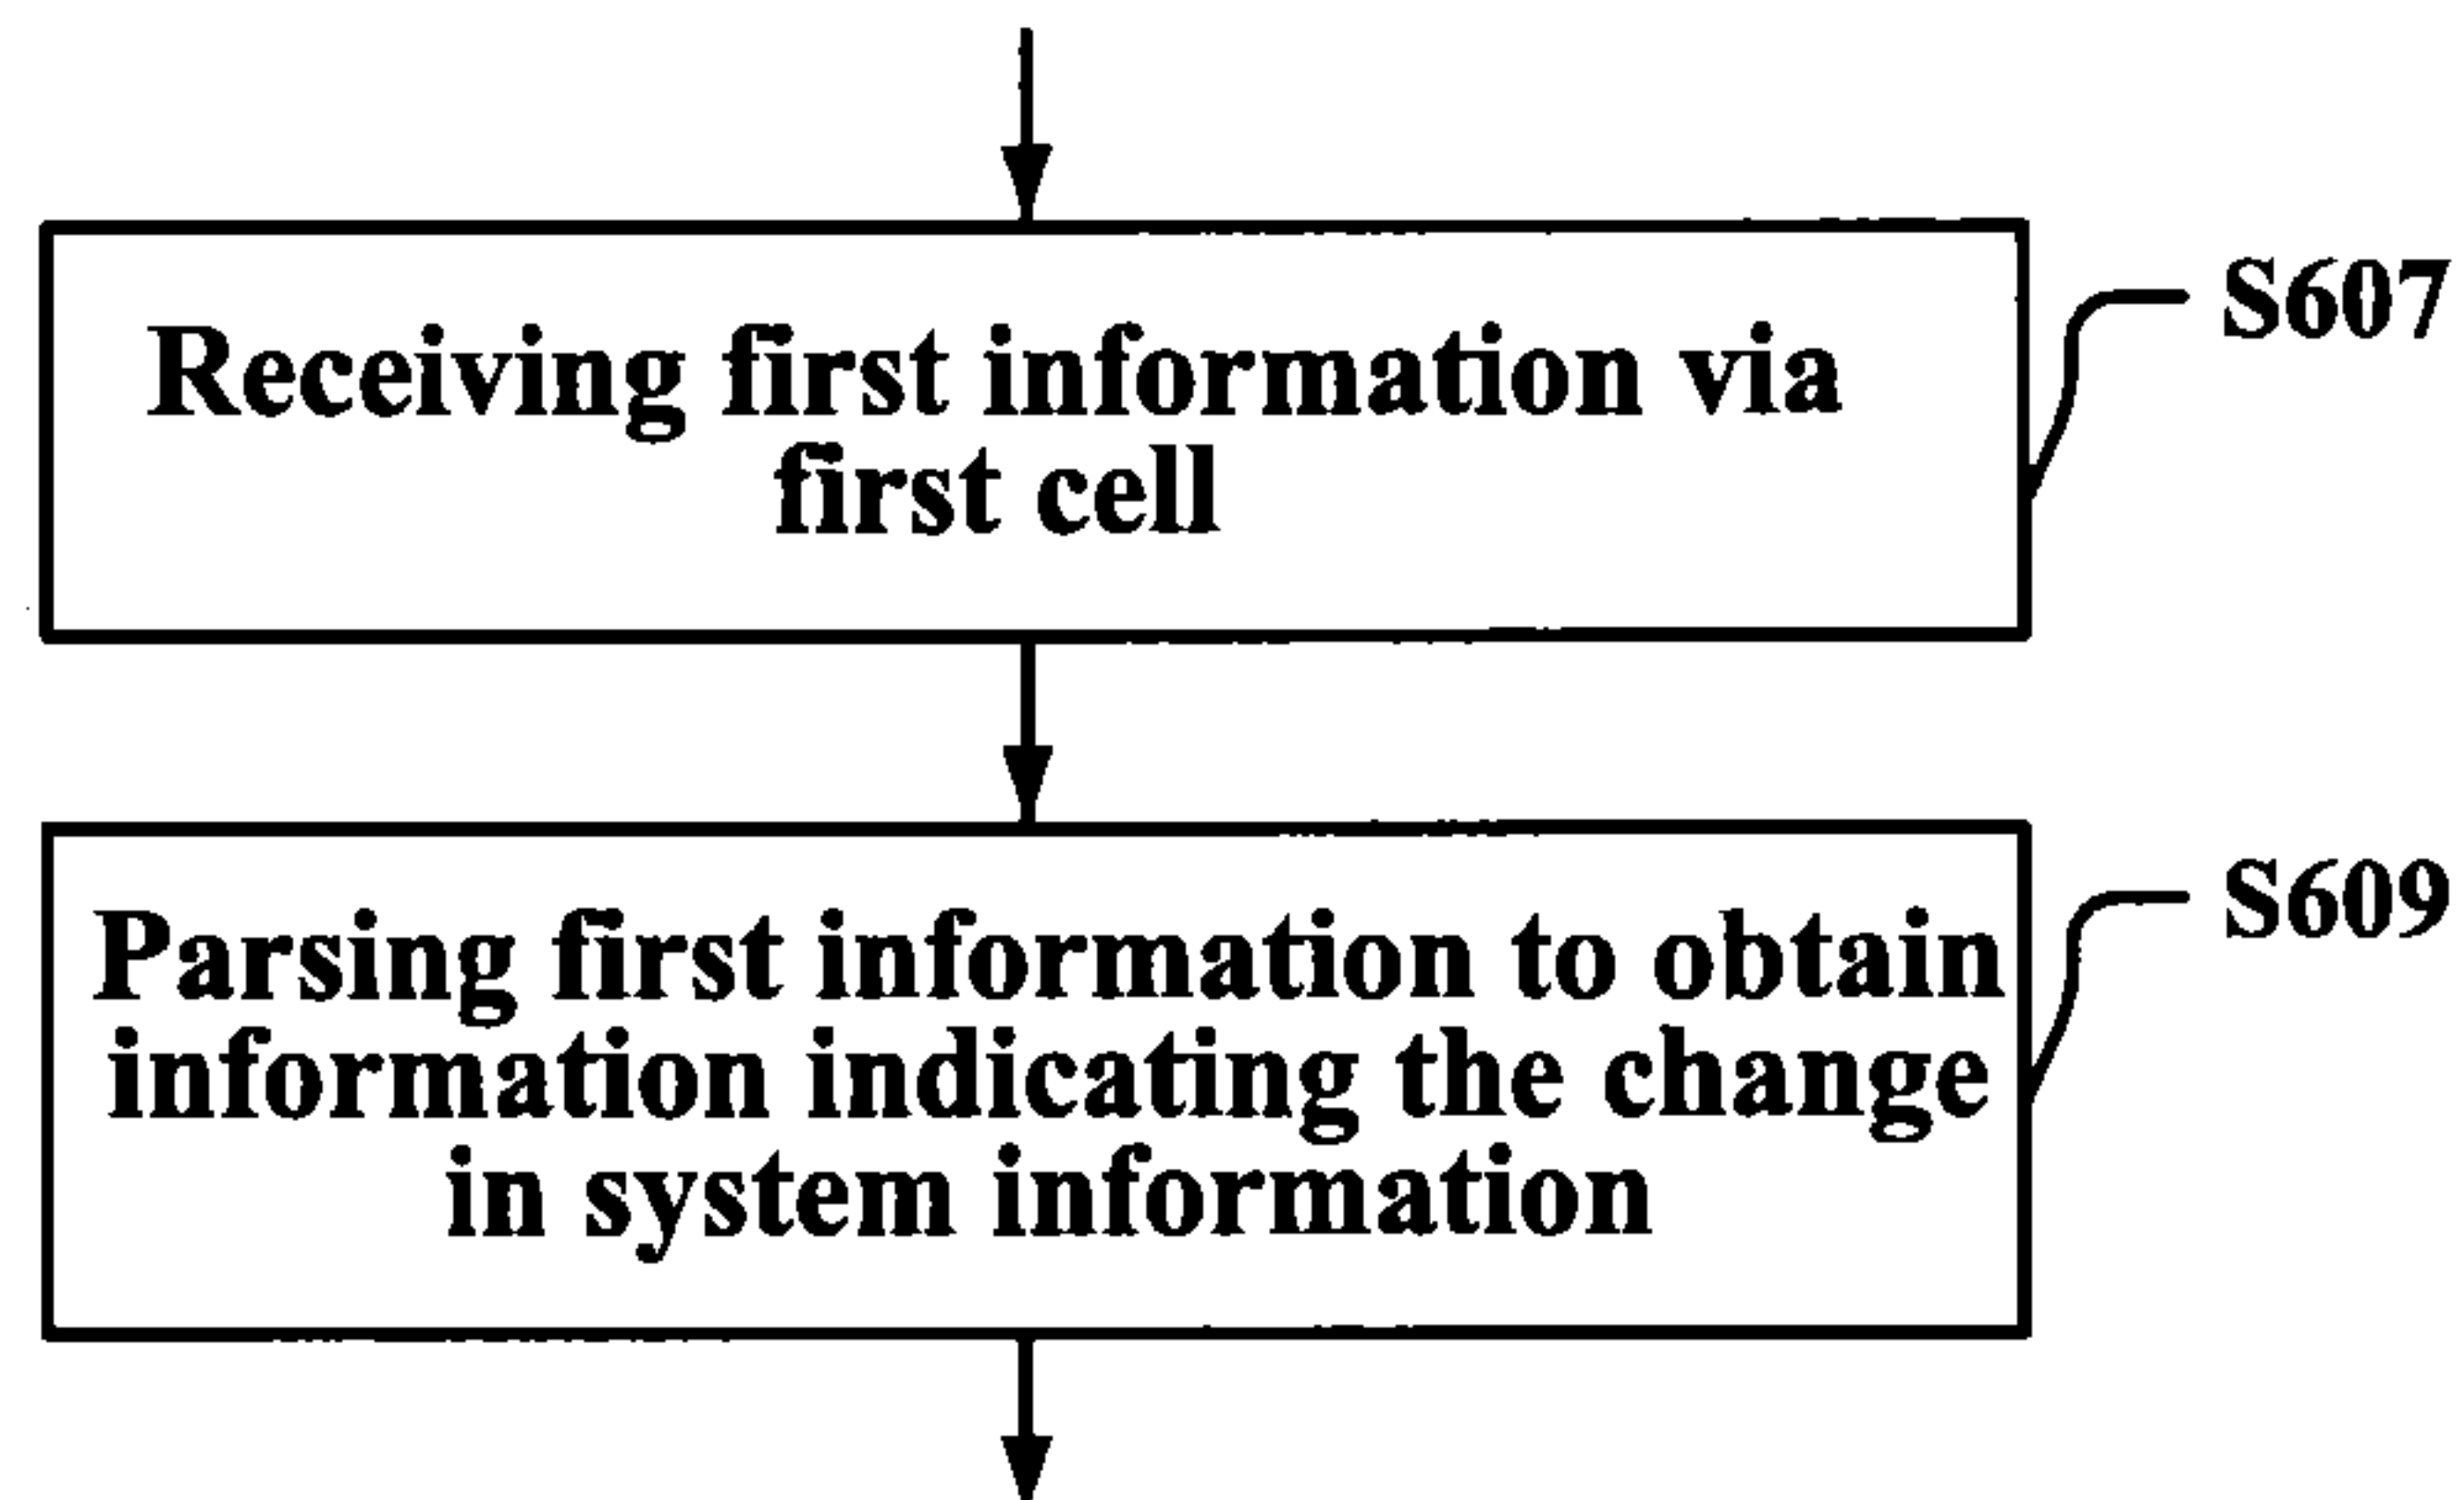 Receiving first information via
first cell
S607
Parsing first information to obtain
information indicating the change
in system information
S609